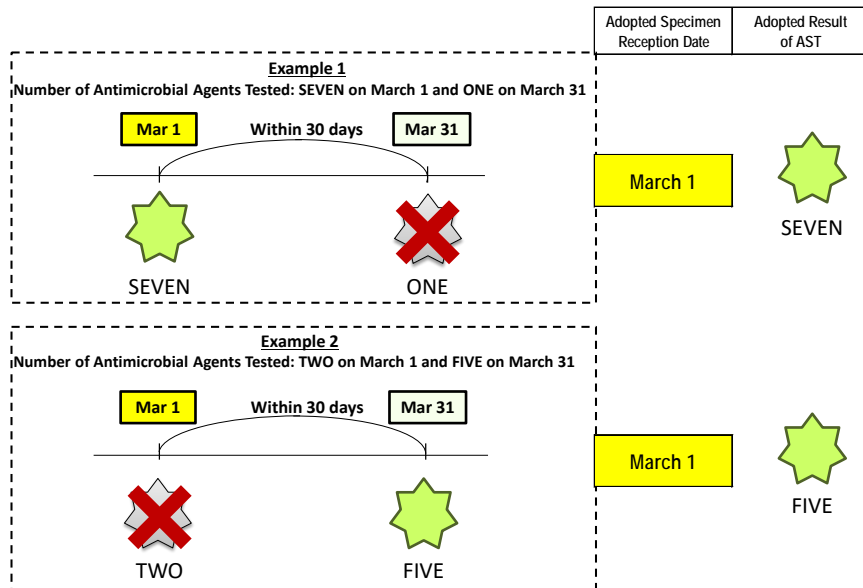 Adopted Specimen
Reception Date
Adopted Result
of AST
Example 1
Number of Antimicrobial Agents Tested: SEVEN on March 1 and ONE on March 31
Mar 1
Within 30 days
Mar 31
SEVEN
ONE
March 1
SEVEN
Example 2
Number of Antimicrobial Agents Tested: TWO on March 1 and FIVE on March 31
Mar 1
Within 30 days
Mar 31
TWO
FIVE
March 1
FIVE